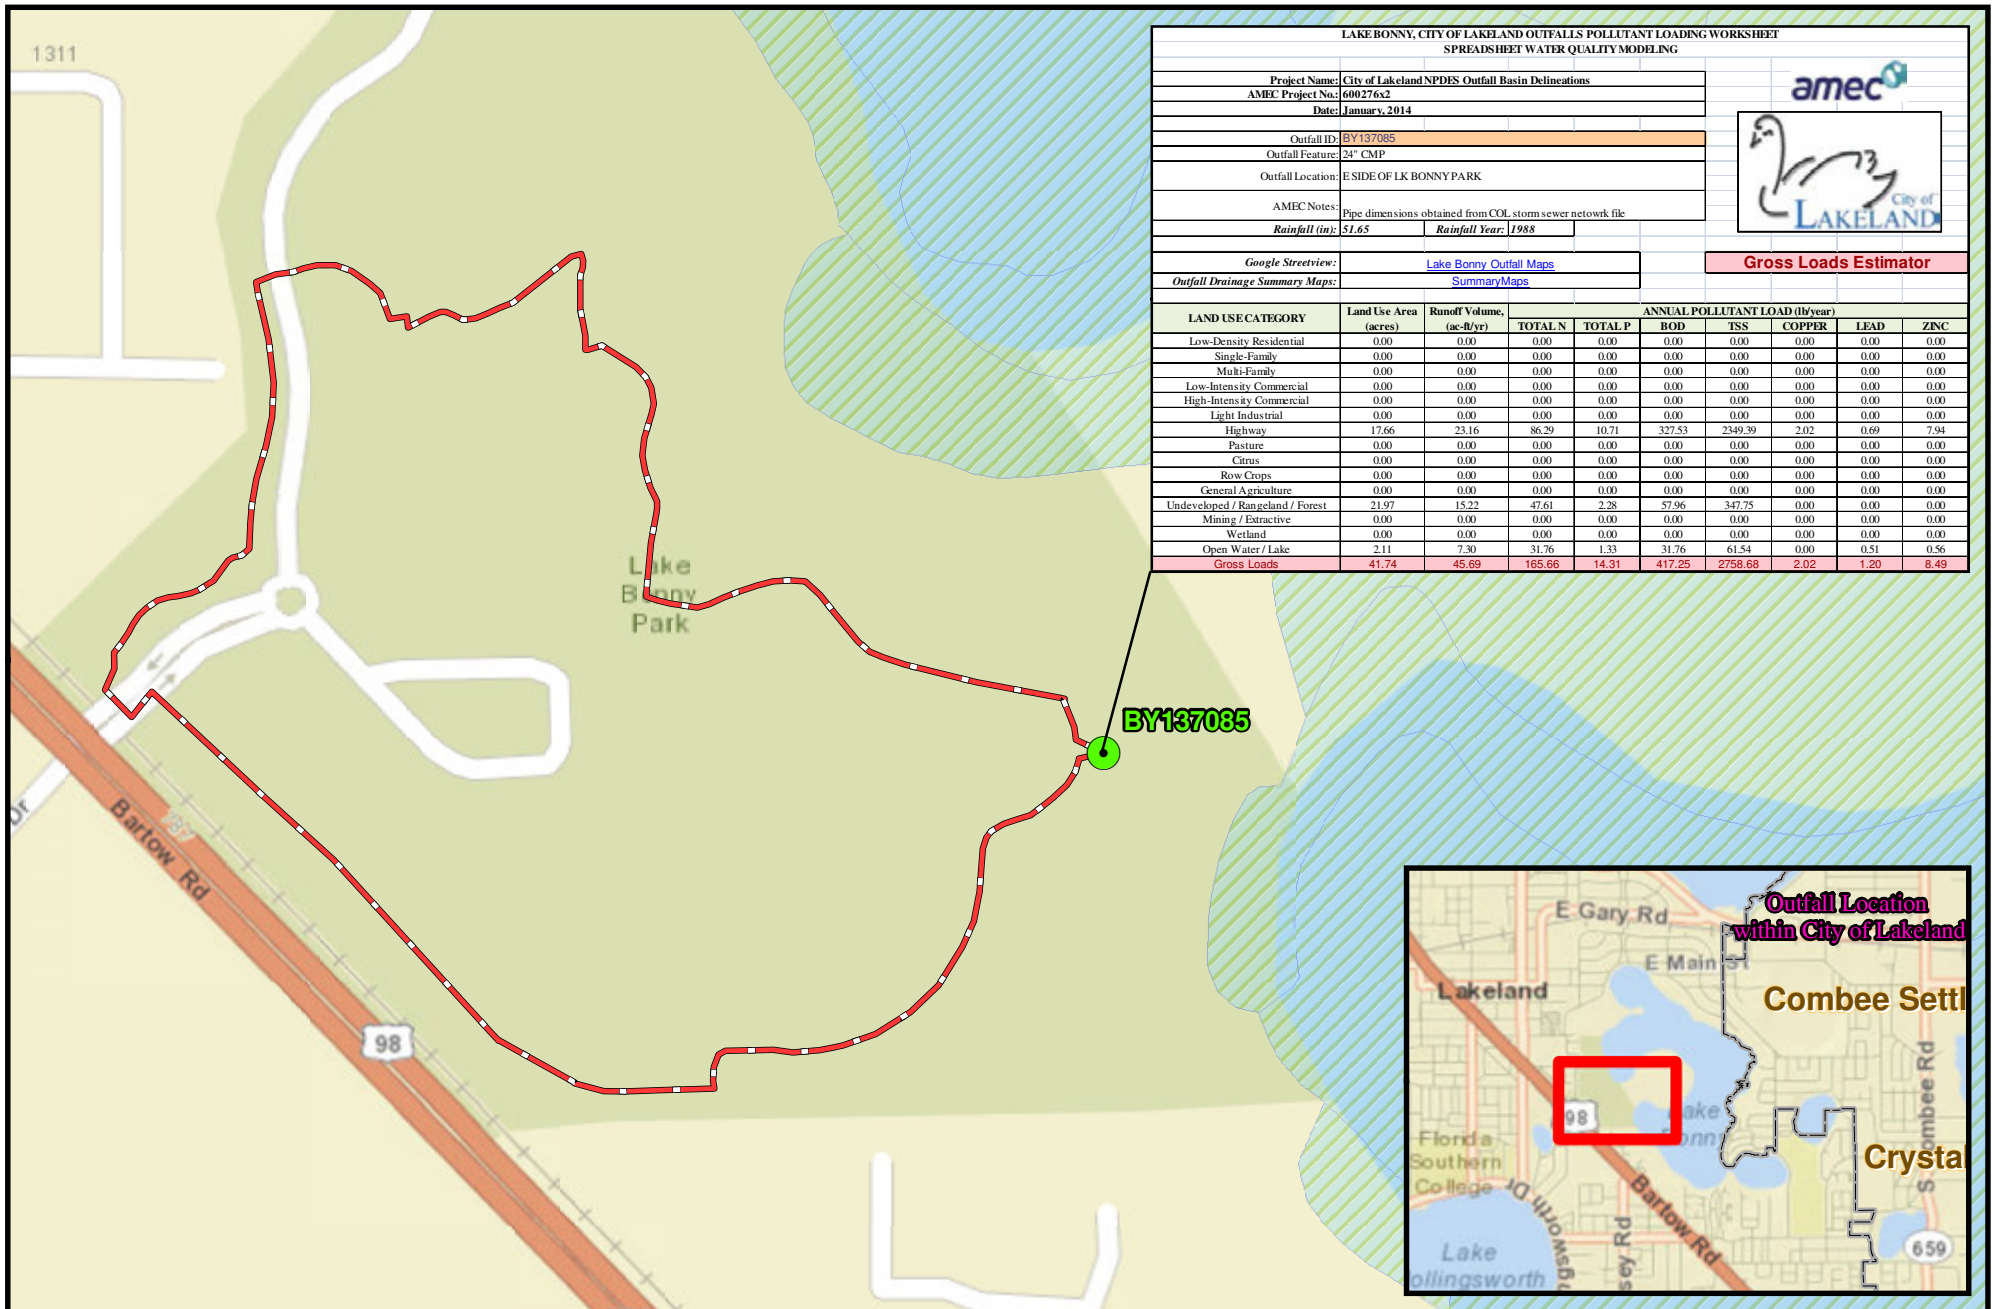 1311
LAKE BONNY, CITY OF LAKELAND OUTFALLS POLLUTANT LOADING WORKSHEET
SPREADSHEET WATER QUALITY MODELING
Project Name: City of Lakeland NPDES Outfall Basin Delineations
AMEC Project No.: 600276x2
Date: January, 2014
amec
Outfall ID: BY137085
Outfall Feature: 24" CMP
Outfall Location: E SIDE OF LK BONNY PARK
AMEC Notes: Pipe dimensions obtained from COL storm sewer netowrk file
City of
LAKELAND
Rainfall (in): 51.65 Rainfall Year: 1988
Google Streetview: Lake Bonny Outfall Maps
Gross Loads Estimator
Outfall Drainage Summary Maps: SummaryMaps
LAND USE CATEGORY Land Use Area (acres) Runoff Volume, (ac-ft/yr) ANNUAL POLLUTANT LOAD (lb/year)
TOTAL N TOTAL P BOD TSS COPPER LEAD ZINC
Low-Density Residential 0.00 0.00 0.00 0.00 0.00 0.00 0.00 0.00 0.00
Single-Family 0.00 0.00 0.00 0.00 0.00 0.00 0.00 0.00 0.00
Multi-Family 0.00 0.00 0.00 0.00 0.00 0.00 0.00 0.00 0.00
Low-Intensity Commercial 0.00 0.00 0.00 0.00 0.00 0.00 0.00 0.00 0.00
High-Intensity Commercial 0.00 0.00 0.00 0.00 0.00 0.00 0.00 0.00 0.00
Light Industrial 0.00 0.00 0.00 0.00 0.00 0.00 0.00 0.00 0.00
Highway 17.66 23.16 86.29 10.71 327.53 2349.39 2.02 0.69 7.94
Pasture 0.00 0.00 0.00 0.00 0.00 0.00 0.00 0.00 0.00
Citrus 0.00 0.00 0.00 0.00 0.00 0.00 0.00 0.00 0.00
Row Crops 0.00 0.00 0.00 0.00 0.00 0.00 0.00 0.00 0.00
General Agriculture 0.00 0.00 0.00 0.00 0.00 0.00 0.00 0.00 0.00
Undeveloped / Rangeland / Forest 21.97 15.22 47.61 2.28 57.96 347.75 0.00 0.00 0.00
Mining / Extractive 0.00 0.00 0.00 0.00 0.00 0.00 0.00 0.00 0.00
Wetland 0.00 0.00 0.00 0.00 0.00 0.00 0.00 0.00 0.00
Open Water / Lake 2.11 7.30 31.76 1.33 31.76 61.54 0.00 0.51 0.56
Gross Loads 41.74 45.69 165.66 14.31 417.25 2758.68 2.02 1.20 8.49
Lake
Bonny
Park
BY137085
Dr
Bartow Rd
98
Outfall Location
within City of Lakeland
E Gary Rd
E Main St
Lakeland
Combee Settl
98
Lake
Bonny
Florida
Southern
College
Crystal
S Combee Rd
Bartow Rd
gsworth Dr
sey Rd
659
Lake
ollingsworth